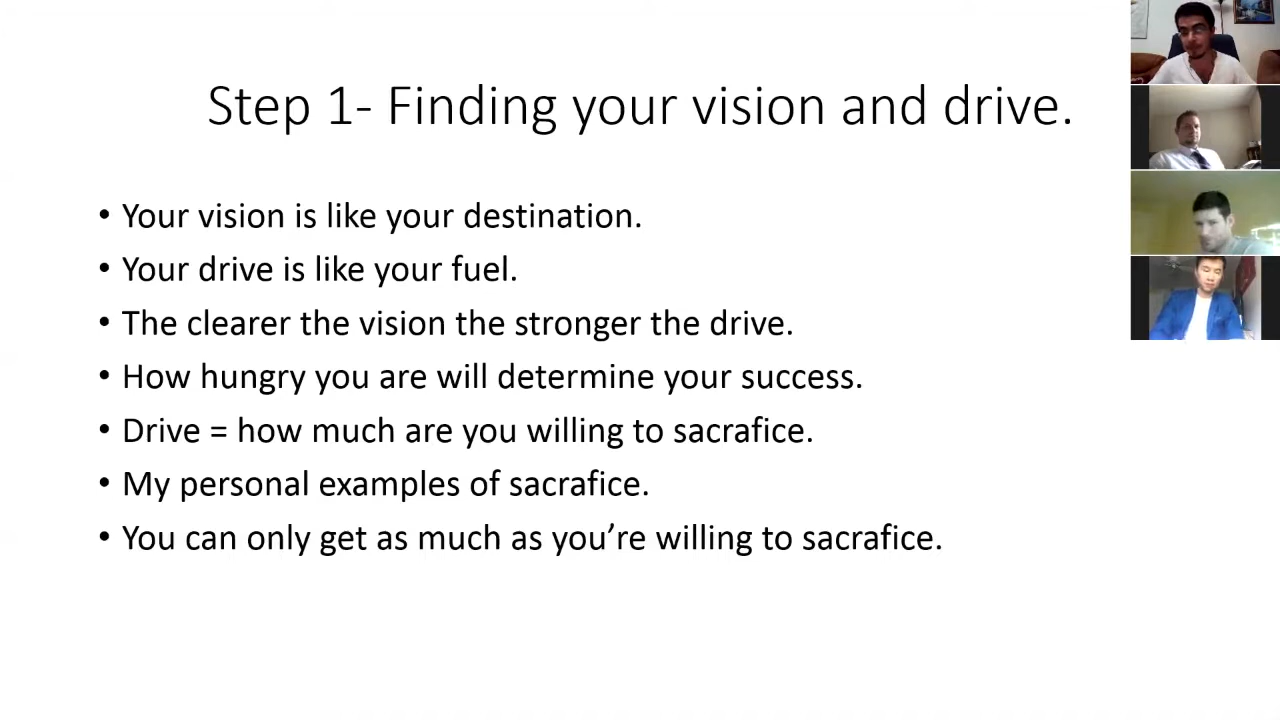 Step 1- Finding your vision and drive.
• Your vision is like your destination.
• Your drive is like your fuel.
• The clearer the vision the stronger the drive.
• How hungry you are will determine your success.
• Drive = how much are you willing to sacrafice.
• My personal examples of sacrafice.
• You can only get as much as you’re willing to sacrafice.